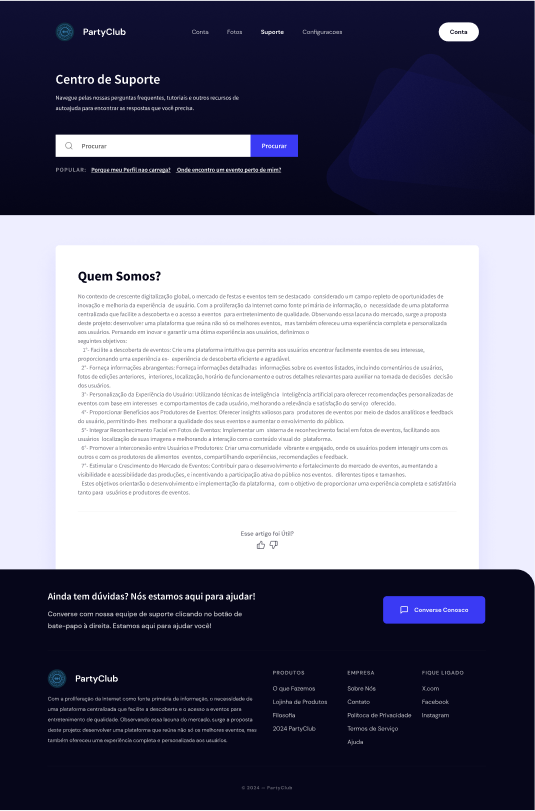 PartyClub
Conta Fotos Suporte Configuracoes
Conta
Centro de Suporte
Navegue pelas nossas perguntas frequentes, tutoriais e outros recursos de
autoajuda para encontrar as respostas que você precisa.
Procurar Procurar
POPULAR: Porque meu Perfil nao carrega? Onde encontro um evento perto de mim?
Quem Somos?
No contexto de crescente digitalização global, o mercado de festas e eventos tem se destacado considerado um campo repleto de oportunidades de
inovação e melhoria da experiência de usuário. Com a proliferação da Internet como fonte primária de informação, o necessidade de uma plataforma
centralizada que facilite a descoberta e o acesso a eventos para entretenimento de qualidade. Observando essa lacuna do mercado, surge a proposta
deste projeto: desenvolver uma plataforma que reúna não só os melhores eventos, mas também ofereceu uma experiência completa e personalizada
aos usuários. Pensando em inovar e garantir uma ótima experiência aos usuários, definimos o
seguintes objetivos:
1°- Facilite a descoberta de eventos: Crie uma plataforma intuitiva que permita aos usuários encontrar facilmente eventos de seu interesse,
proporcionando uma experiência ex- experiência de descoberta eficiente e agradável.
2°- Forneça informações abrangentes: Forneça informações detalhadas informações sobre os eventos listados, incluindo comentários de usuários,
fotos de edições anteriores, interiores,localização, horário de funcionamento e outros detalhes relevantes para auxiliar na tomada de decisões decisão
dos usuários.
3°- Personalização da Experiência do Usuário: Utilizando técnicas de inteligência Inteligência artificial para oferecer recomendações personalizadas de
eventos com base em interesses e comportamentos de cada usuário, melhorando a relevância e satisfação do serviço oferecido;
4°- Proporcionar Benefícios aos Produtores de Eventos: Oferecer insights valiosos para produtores de eventos por meio de dados analíticos e feedback
do usuário, permitindo-lhes melhorar a qualidade dos seus eventos e aumentar o envolvimento do público.
5°- Integrar Reconhecimento Facial em Fotos de Eventos: Implementar um sistema de reconhecimento facial em fotos de eventos, facilitando aos
usuários localização de suas imagens e melhorando a interação com o conteúdo visual do plataforma.
6°- Promover a Interconexão entre Usuários e Produtores: Criar uma comunidade vibrante e engajado, onde os usuários podem interagir uns com os
outros e com os produtores de alimentos eventos, compartilhando experiências, recomendações e feedback.
7°- Estimular o Crescimento do Mercado de Eventos: Contribuir para o desenvolvimento e fortalecimento do mercado de eventos, aumentando a
visibilidade e acessibilidade das produções, e incentivando a participação ativa do público nos eventos. diferentes tipos e tamanhos.
Estes objetivos orientarão o desenvolvimento e implementação da plataforma, com o objetivo de proporcionar uma experiência completa e satisfatória
tanto para usuários e produtores de eventos.
Esse artigo foi Útil?
Ainda tem dúvidas? Nós estamos aqui para ajudar!
Converse com nossa equipe de suporte clicando no botão de
bate-papo à direita. Estamos aqui para ajudar você!
Converse Conosco
PartyClub
Com a proliferação da Internet como fonte primária de informação, o necessidade de
uma plataforma centralizada que facilite a descoberta e o acesso a eventos para
entretenimento de qualidade. Observando essa lacuna do mercado, surge a proposta
deste projeto: desenvolver uma plataforma que reúna não só os melhores eventos, mas
também ofereceu uma experiência completa e personalizada aos usuários.
PRODUTOS
O que Fazemos
Lojinha de Produtos
Filosofia
2024 PartyClub
EMPRESA
Sobre Nós
Contato
Politoca de Privacidade
Termos de Serviço
Ajuda
FIQUE LIGADO
X.com
Facebook
Instagram
© 2024 — PartyClub